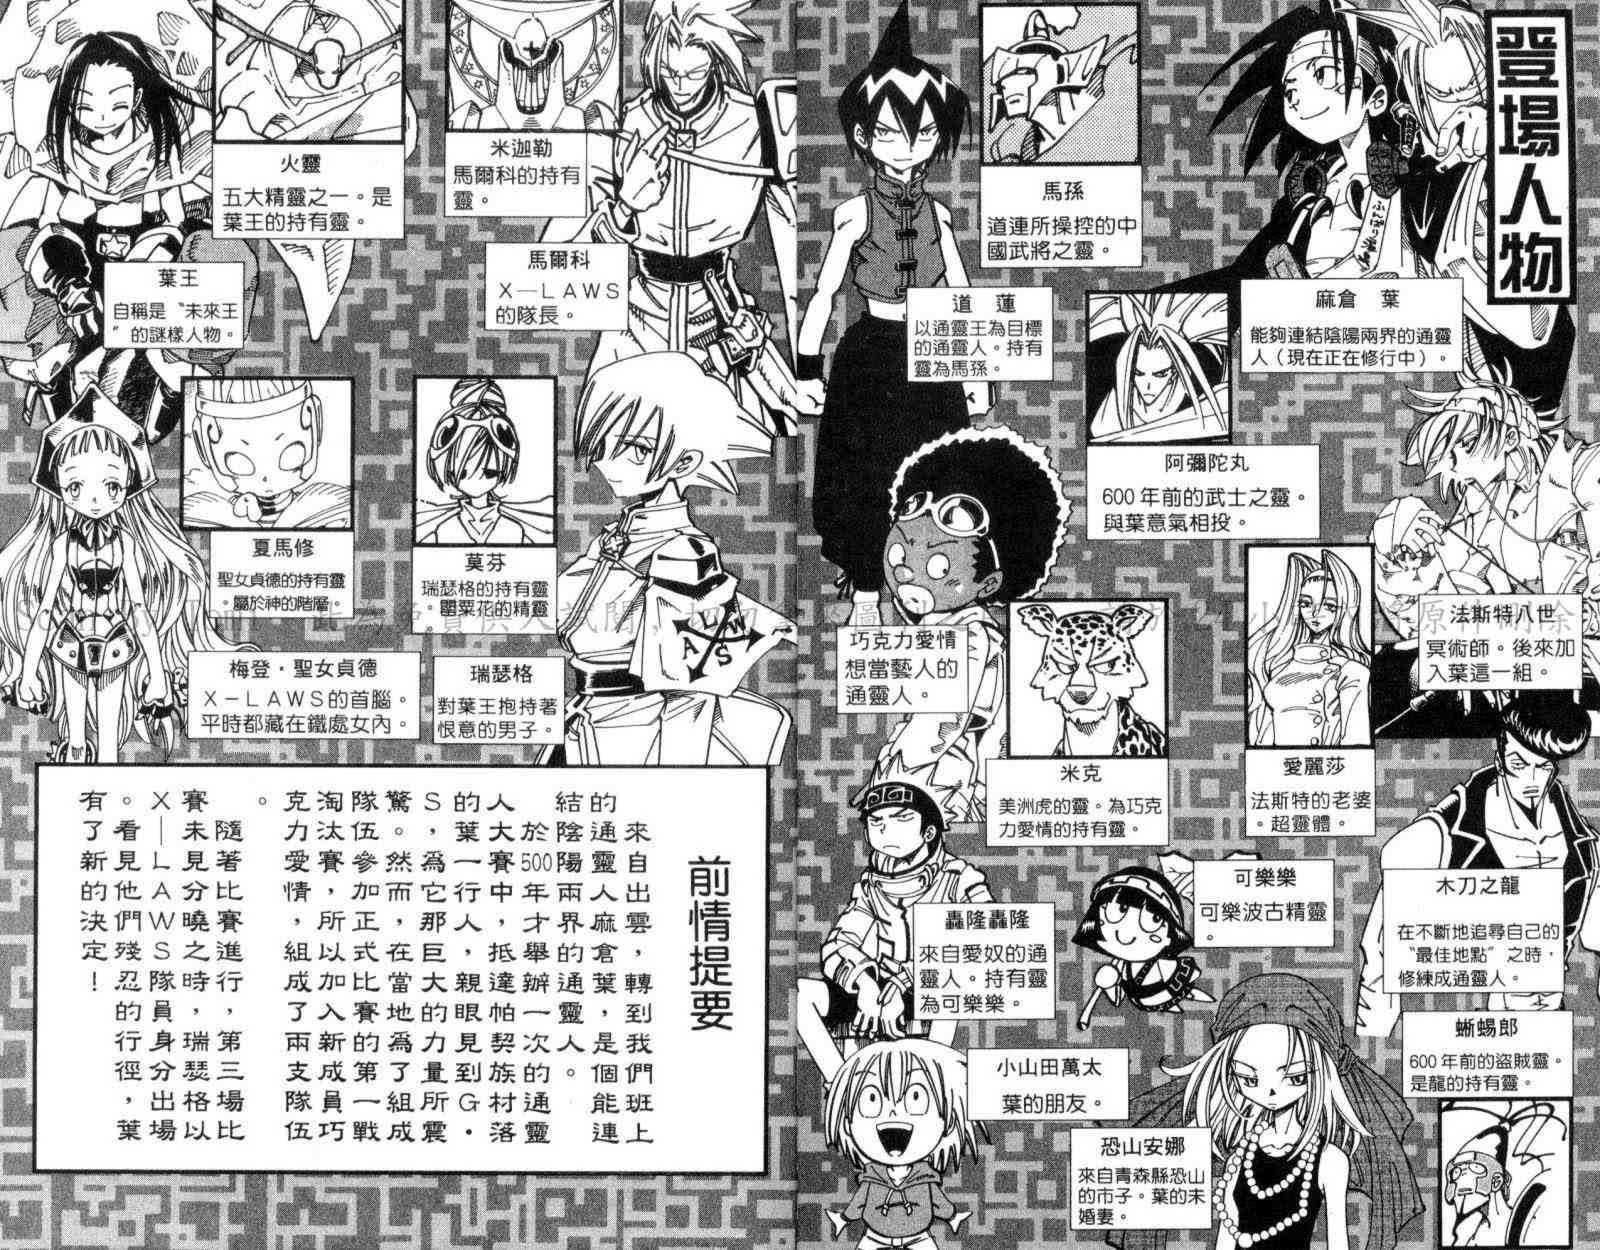 登場人物
麻倉　葉
能夠連結陰陽兩界的通靈
人（現在正在修行中）。
馬孫
道連所操控的中
國武將之靈。
道　蓮
以通靈王為目標
的通靈人。持有
靈為馬孫。
阿彌陀丸
600年前的武士之靈。
與葉意氣相投。
法斯特八世
冥術師。後來加
入葉這一組。
巧克力愛情
想當藝人的
通靈人。
愛麗莎
法斯特的老婆
。超靈體。
米克
美洲虎的靈。為巧克
力愛情的持有靈。
木刀之龍
在不斷地追尋自己的
〝最佳地點〞之時，
修練成通靈人。
可樂樂
可樂波古精靈
。
轟隆轟隆
來自愛奴的通
靈人。持有靈
為可樂樂。
蜥蜴郎
600年前的盜賊靈。
是龍的持有靈。
小山田萬太
葉的朋友。
恐山安娜
來自青森縣恐山
的市子。葉的未
婚妻。
米迦勒
馬爾科的持有
靈。
馬爾科
X－LAWS
的隊長。
火靈
五大精靈之一。是
葉王的持有靈。
葉王
自稱是〝未來王
〞的謎樣人物。
莫芬
瑞瑟格的持有靈
。罌粟花的精靈
LAWS
瑞瑟格
對葉王抱持著
恨意的男子。
夏馬修
聖女貞德的持有靈
。屬於神的階層
梅登．聖女貞德
X－LAWS的首腦。
平時都藏在鐵處女內。
前情提要
來自出雲，轉到我們班上
的通靈人麻倉葉，是個能連
結陰陽兩界的通靈人。
於500年才舉辦一次的通靈
人大賽中，抵達帕契族村落
的葉一行人，親眼見到G．
S，為它那巨大的力量所震
驚。然而，在當地為了組成
隊伍參加正式比賽的第一戰
淘汰賽，所以加入新成員巧
克力愛情，組成了兩支隊伍
。
隨著比賽進行，第三場比
賽未見分曉之時，瑞瑟格以
X－LAWS隊員身分出場
。看見他們殘忍的行徑，葉
有了新的決定！